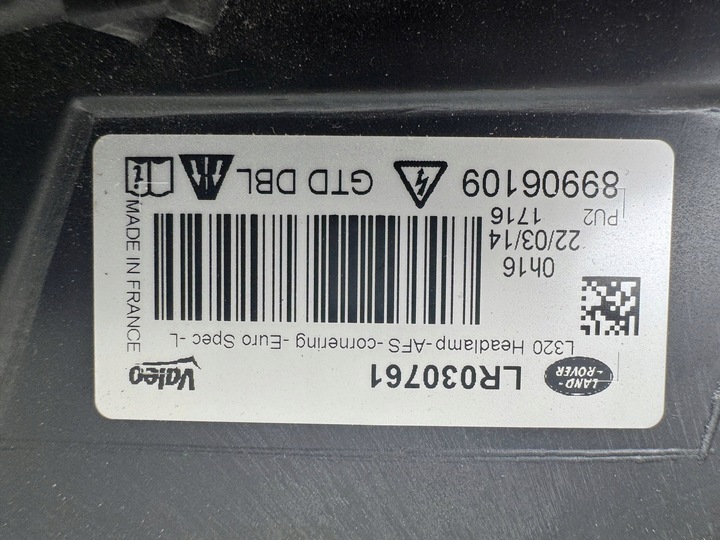 LAND-
-ROVER
LR030761
Valeo
L320 Headlamp -AFS -cornering -Euro Spec -L
0h16
22/03/14
1716
PU2
MADE IN FRANCE
89906109
GTD DBL